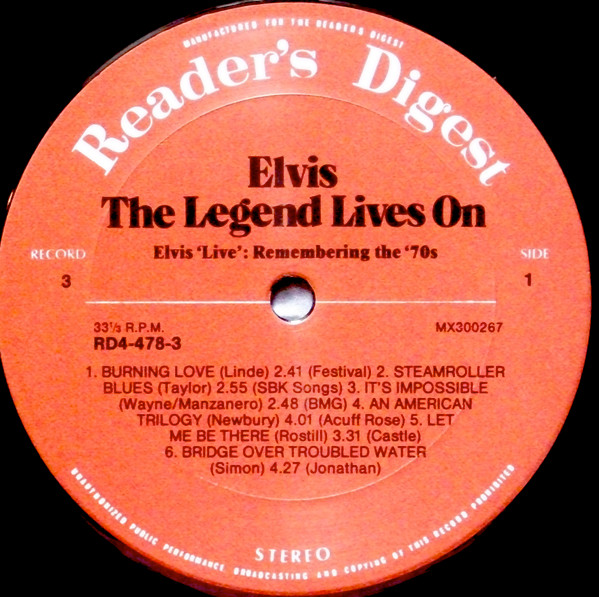 MANUFACTURED FOR THE READERS DIGEST
Reader's Digest
Elvis
The Legend Lives On
Elvis 'Live': Remembering the '70s
RECORD
3
SIDE
1
33⅓ R.P.M.
RD4-478-3
MX300267
1. BURNING LOVE (Linde) 2.41 (Festival) 2. STEAMROLLER
BLUES (Taylor) 2.55 (SBK Songs) 3. IT'S IMPOSSIBLE
(Wayne/Manzanero) 2.48 (BMG) 4. AN AMERICAN
TRILOGY (Newbury) 4.01 (Acuff Rose) 5. LET
ME BE THERE (Rostill) 3.31 (Castle)
6. BRIDGE OVER TROUBLED WATER
(Simon) 4.27 (Jonathan)
STEREO
UNAUTHORIZED PUBLIC PERFORMANCE, BROADCASTING AND COPYING OF THIS RECORD PROHIBITED